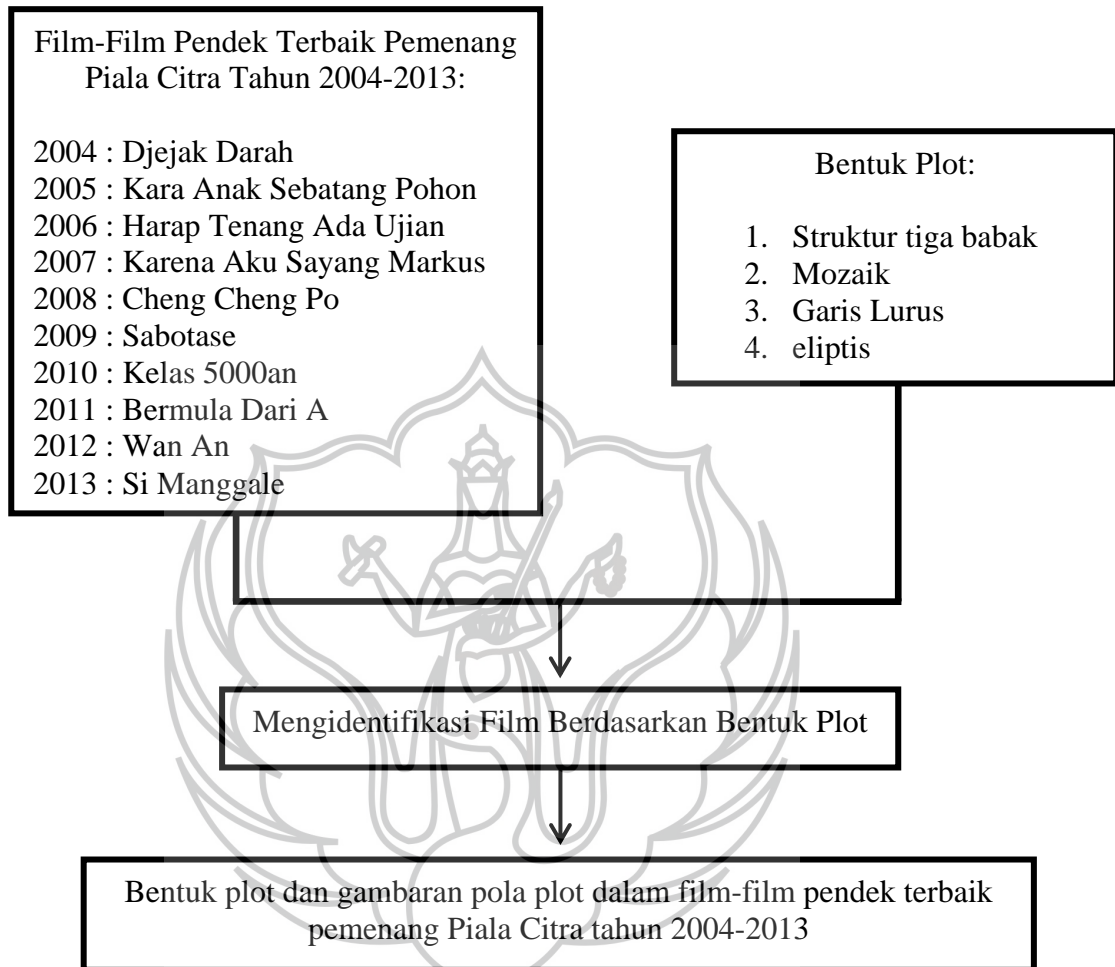 Film-Film Pendek Terbaik Pemenang
Piala Citra Tahun 2004-2013:
2004 : Djejak Darah
2005 : Kara Anak Sebatang Pohon
2006 : Harap Tenang Ada Ujian
2007 : Karena Aku Sayang Markus
2008 : Cheng Cheng Po
2009 : Sabotase
2010 : Kelas 5000an
2011 : Bermula Dari A
2012 : Wan An
2013 : Si Manggale
Bentuk Plot:
1. Struktur tiga babak
2. Mozaik
3. Garis Lurus
4. eliptis
Mengidentifikasi Film Berdasarkan Bentuk Plot
Bentuk plot dan gambaran pola plot dalam film-film pendek terbaik
pemenang Piala Citra tahun 2004-2013